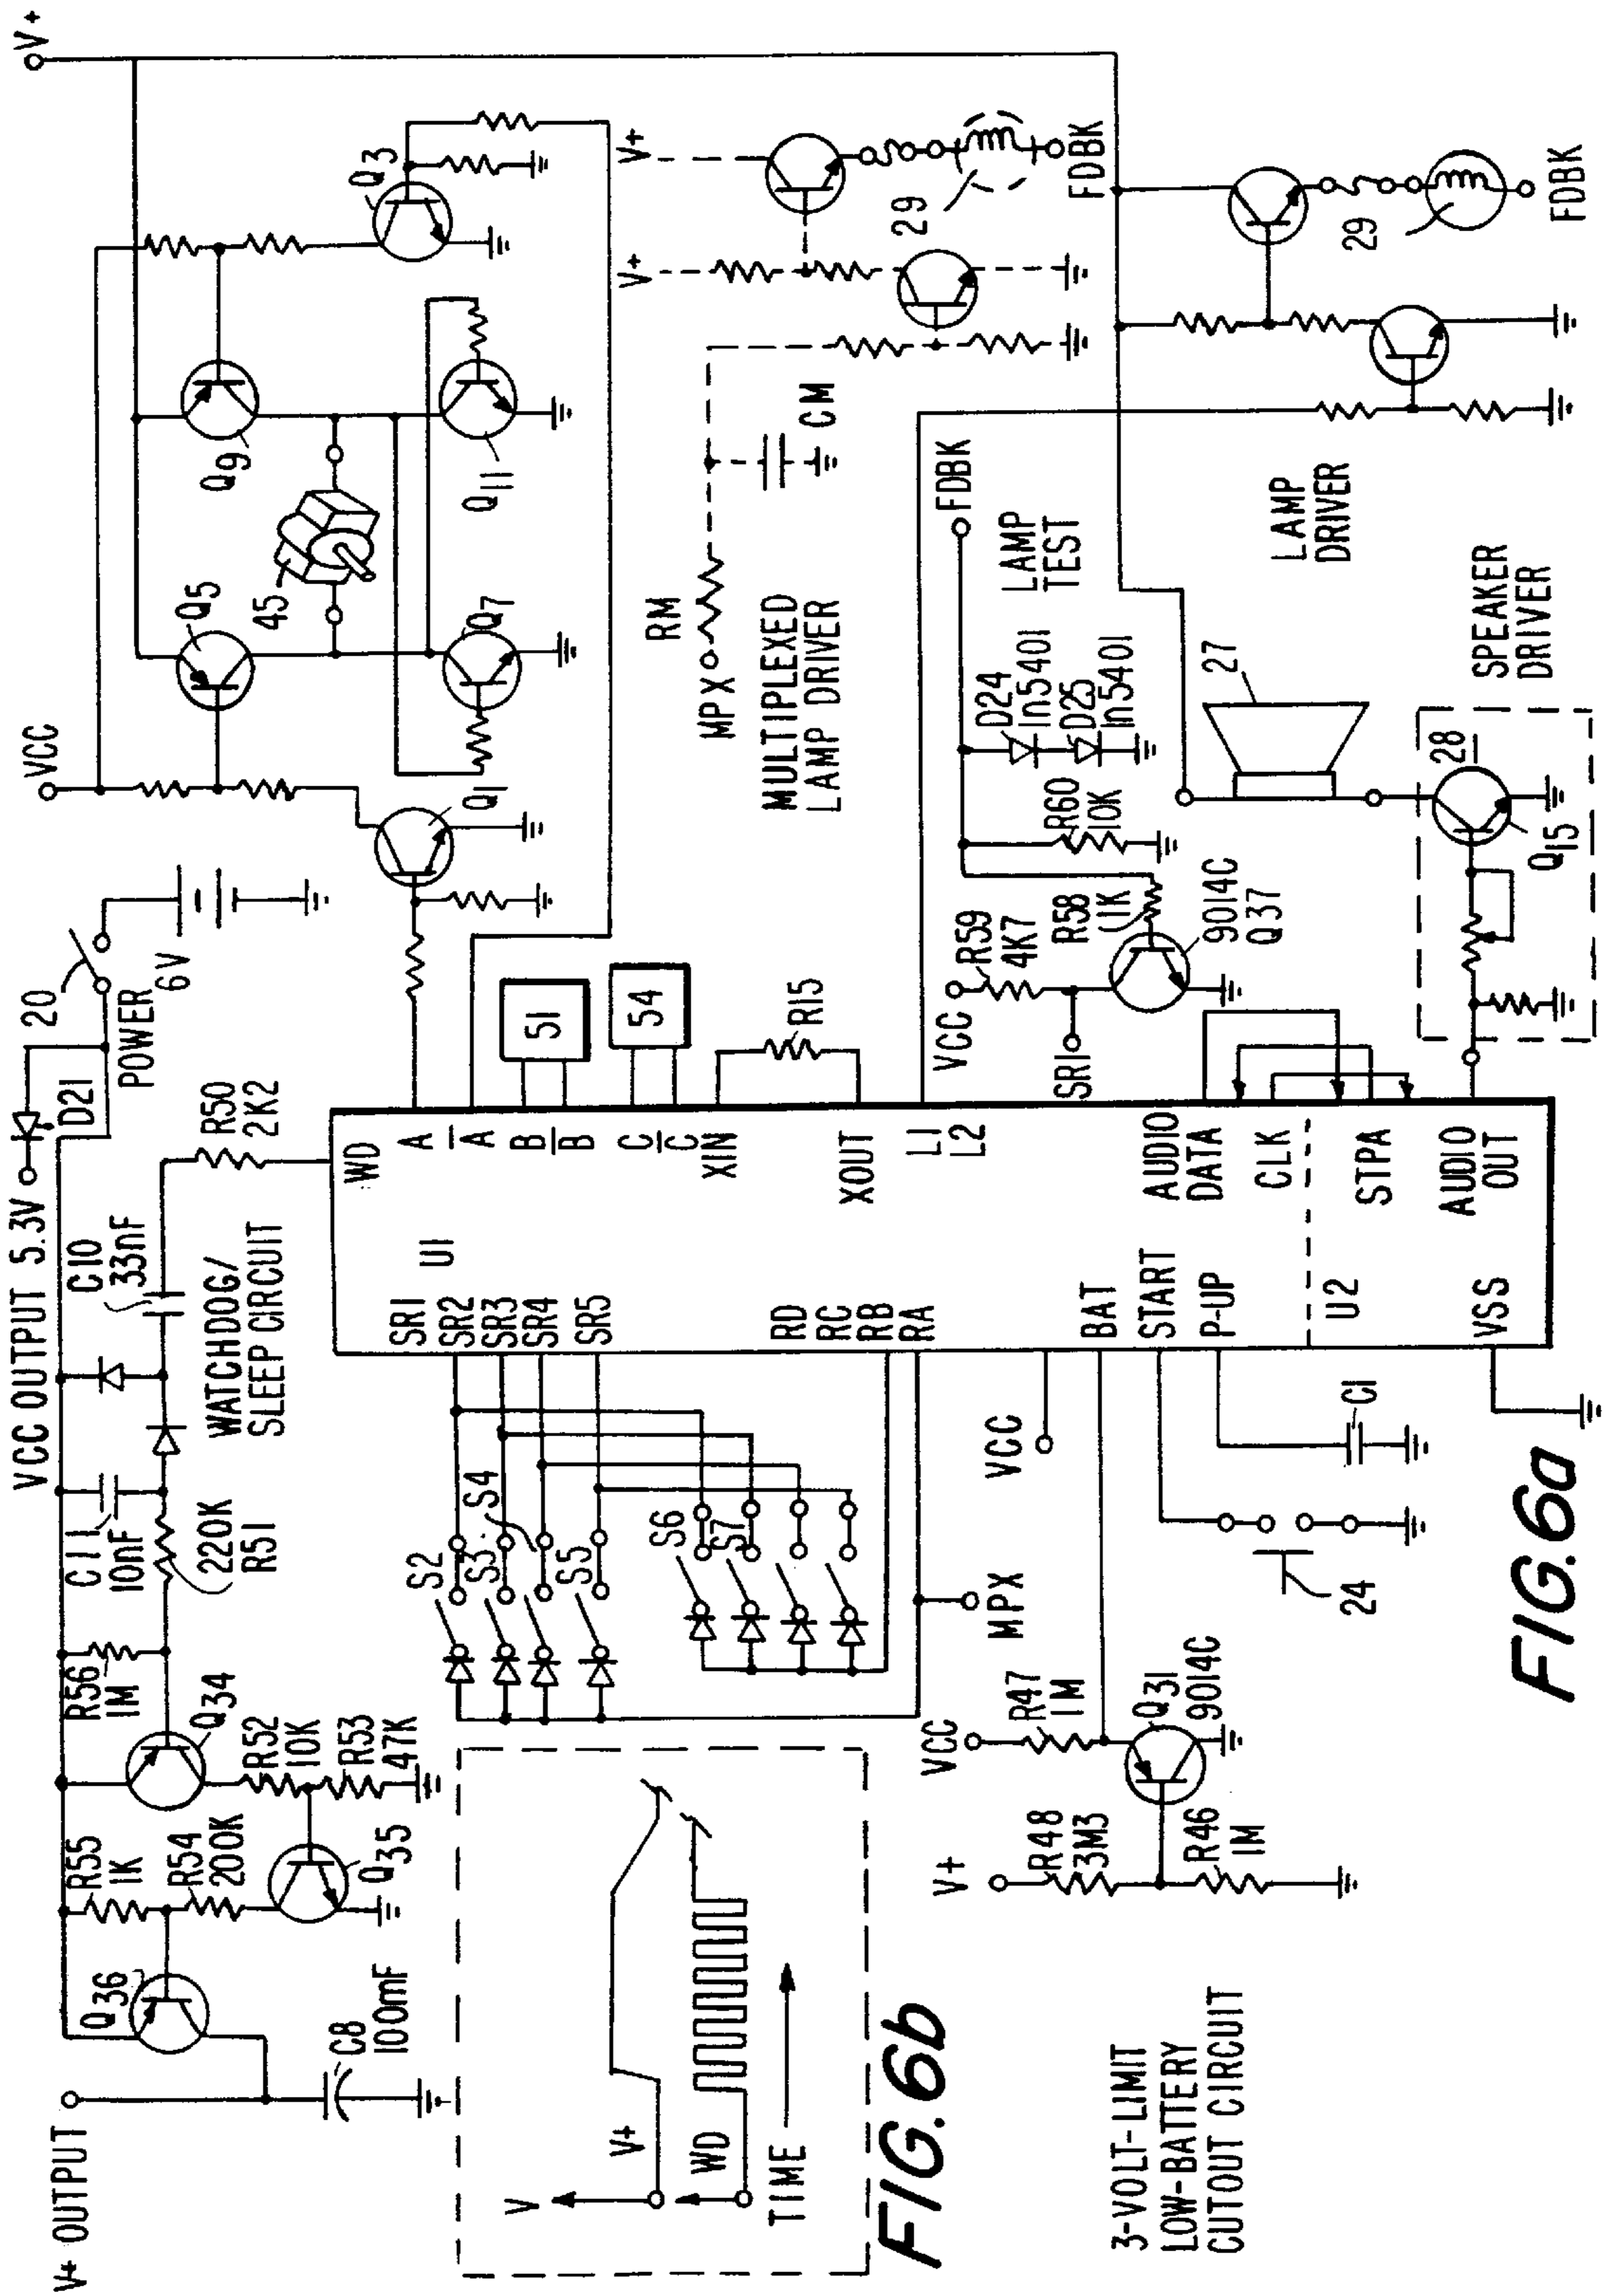 V+ OUTPUT
Q36
C8
100mF
R55
1K
R54
200K
Q35
Q34
R52
10K
R53
47K
R56
1M
C11
10nF
220K
R51
WATCHDOG/
SLEEP CIRCUIT
C10
33nF
VCC OUTPUT 5.3V
D21
R50
2K2
20
POWER
6V
VCC
V+
Q1
Q5
45
Q7
Q9
Q11
Q3
V
V+
WD
TIME
FIG.6b
U1
WD
A
A
B
B
C
C
XIN
XOUT
L1
L2
AUDIO
DATA
CLK
STPA
AUDIO
OUT
SR1
SR2
SR3
SR4
SR5
RD
RC
RB
RA
BAT
START
P-UP
U2
VSS
51
54
R15
S2
S3
S4
S5
S6
S7
MPX
VCC
C1
24
RM
MPX
CM
MULTIPLEXED
LAMP DRIVER
V+
V+
29
FDBK
FDBK
LAMP
TEST
D24
In5401
D25
In5401
R60
10K
R58
1K
9014C
Q37
VCC
R59
4K7
SR1
LAMP
DRIVER
29
FDBK
27
SPEAKER
DRIVER
28
Q15
VCC
R47
1M
Q31
9014C
V+
R48
3M3
R46
1M
3-VOLT-LIMIT
LOW-BATTERY
CUTOUT CIRCUIT
FIG.6a